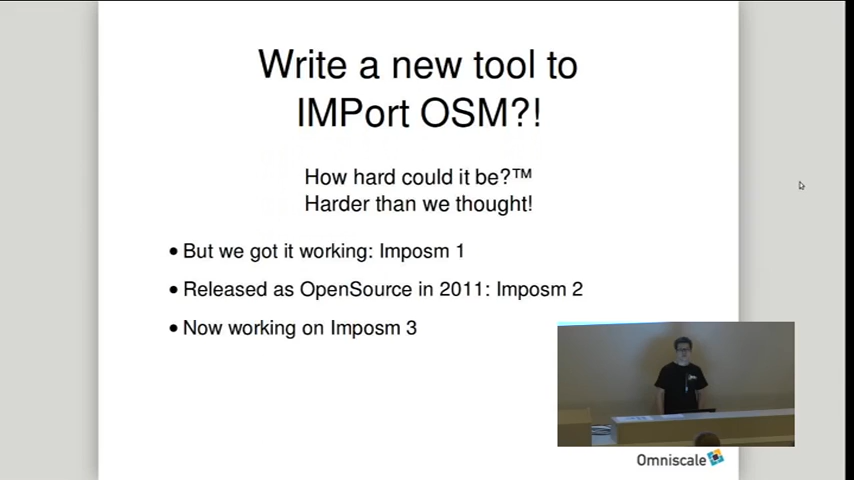 Write a new tool to
IMPort OSM?!
How hard could it be?™
Harder than we thought!
• But we got it working: Imposm 1
• Released as OpenSource in 2011: Imposm 2
• Now working on Imposm 3
Omniscale